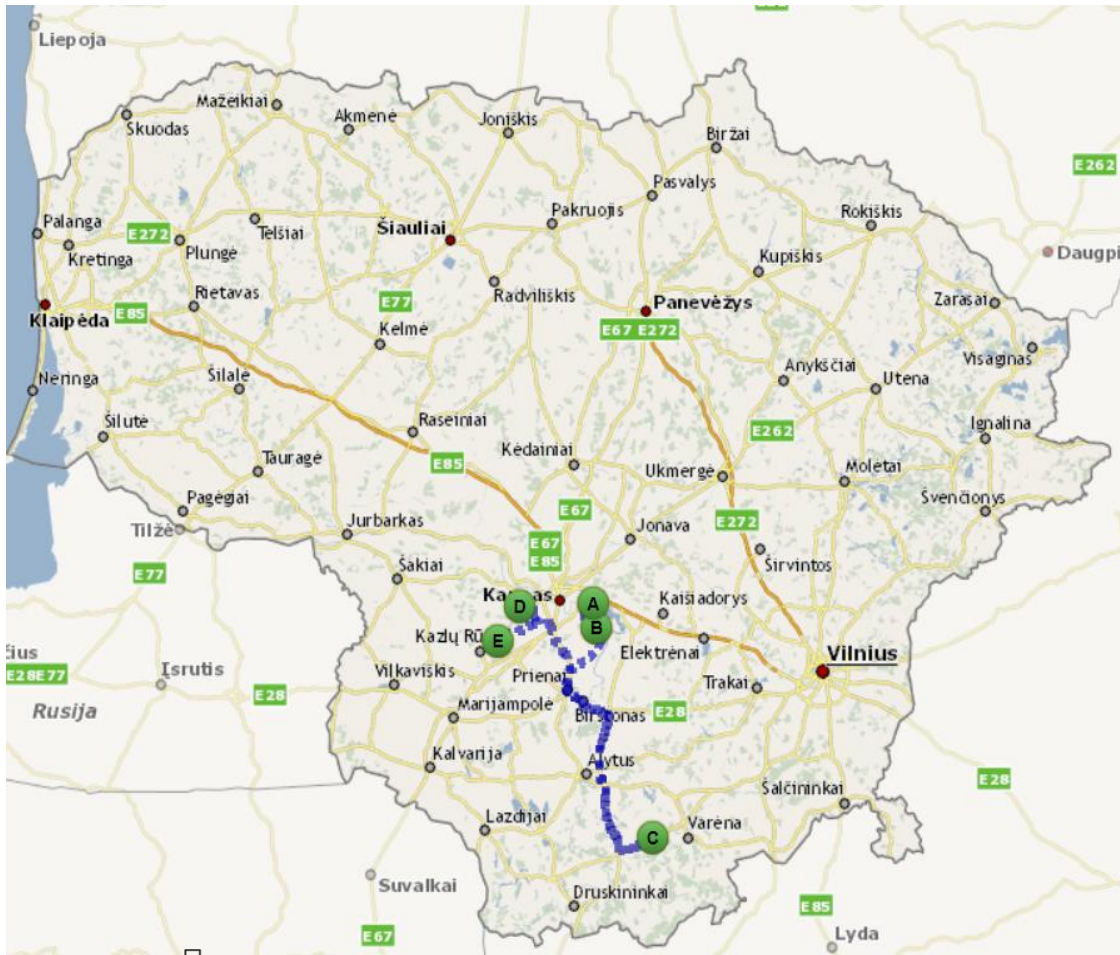 Liepoja
Mažeikiai
Skuodas
Akmenė
Joniškis
Biržai
E262
Pasvalys
Palanga
E272
Telšiai
Šiauliai
Pakruojis
Rokiškis
Kretinga
Plungė
Kupiškis
Daugpi
E77
Radviliškis
Rietavas
Panevėžys
Zarasai
Klaipėda
E85
E67 E272
Kelmė
Visaginas
Anykščiai
Neringa
Šilalė
Utena
Šilutė
Raseiniai
E262
Ignalina
Kėdainiai
Tauragė
E85
Ukmergė
Molėtai
Pagėgiai
E67
Švenčionys
Tilžė
Jurbarkas
E272
Jonava
E67
E85
Širvintos
E77
Šakiai
D
A
Kaišiadorys
B
Kazlų Rū
E
Elektrėnai
Vilnius
čius
E28E77
Įsrutis
Vilkaviškis
Prienai
Trakai
E28
Rusija
Marijampolė
Birštonas
E28
Kalvarija
Alytus
E28
Šalčininkai
Lazdijai
C
Varėna
Suvalkai
Druskininkai
E85
E67
Lyda